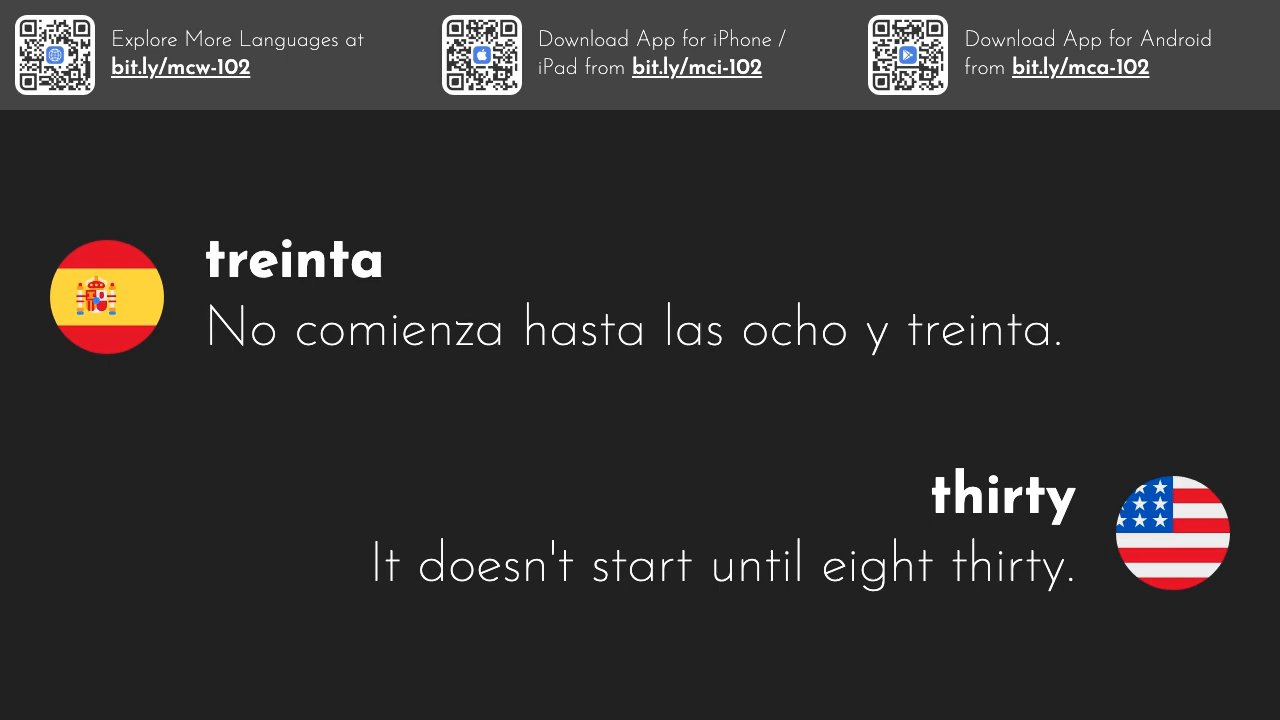 Explore More Languages at
bit.ly/mcw-102
Download App for iPhone /
iPad from bit.ly/mci-102
Download App for Android
from bit.ly/mca-102
treinta
No comienza hasta las ocho y treinta.
thirty
It doesn't start until eight thirty.